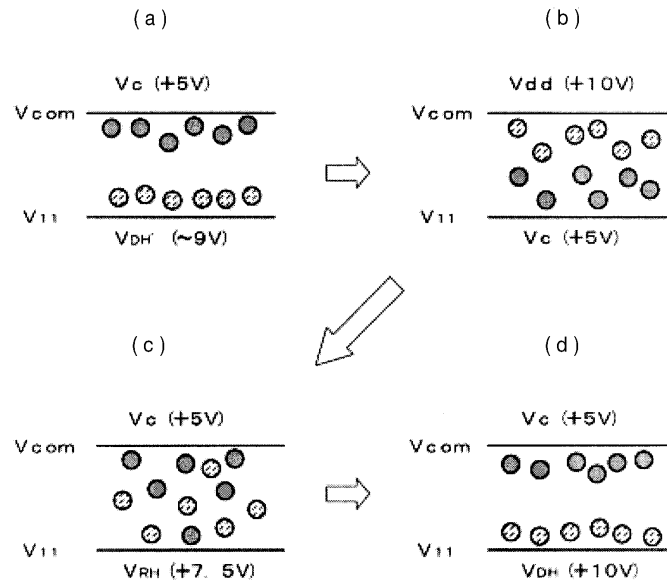 (a)
(b)
Vc (+5V)
Vdd (+10V)
Vcom
Vcom
V11
V11
VDH' (~9V)
Vc (+5V)
(c)
(d)
Vc (+5V)
Vc (+5V)
Vcom
Vcom
V11
V11
VRH (+7. 5V)
VDH (+10V)